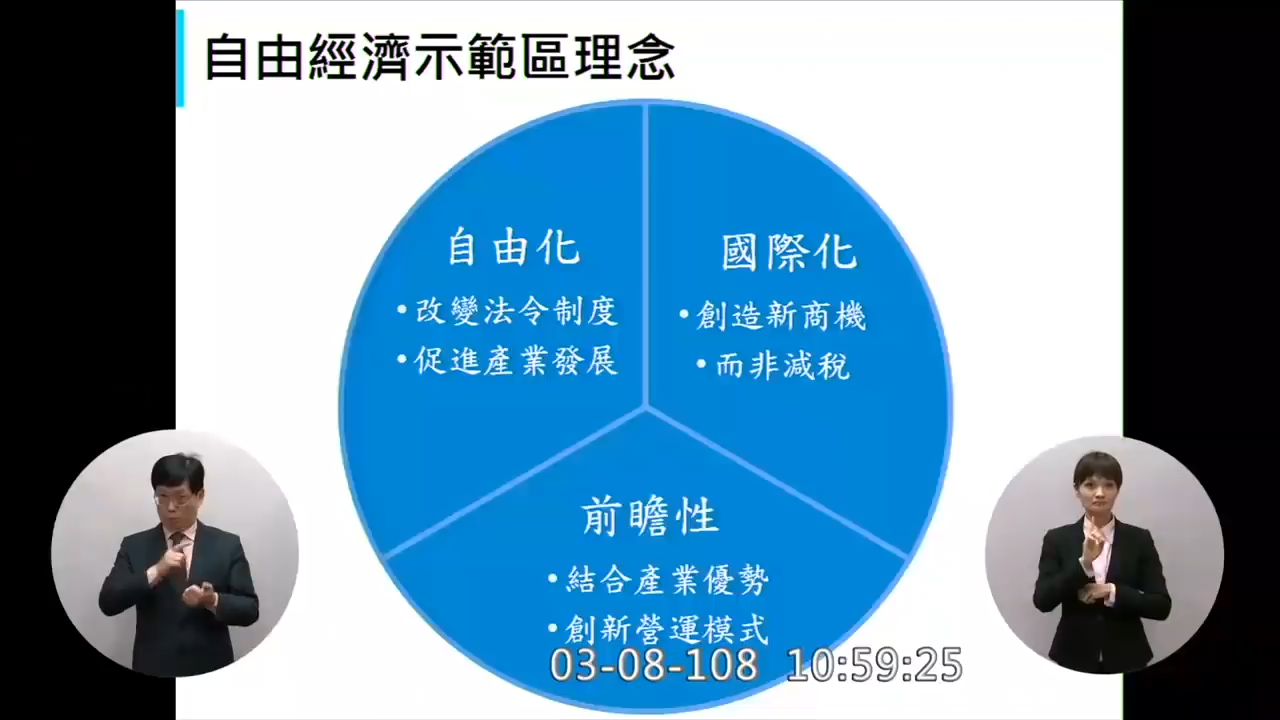 自由經濟示範區理念
自由化
•改變法令制度
•促進產業發展
國際化
•創造新商機
•而非減稅
前瞻性
•結合產業優勢
•創新營運模式
03-08-108 10:59:25